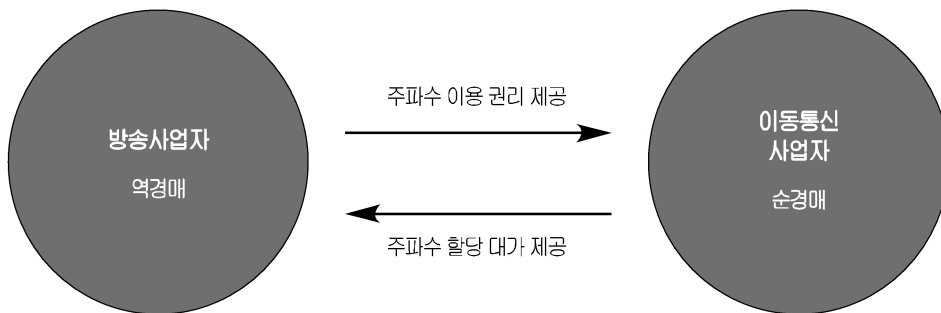 방송사업자
역경매
주파수 이용 권리 제공
주파수 할당 대가 제공
이동통신
사업자
순경매